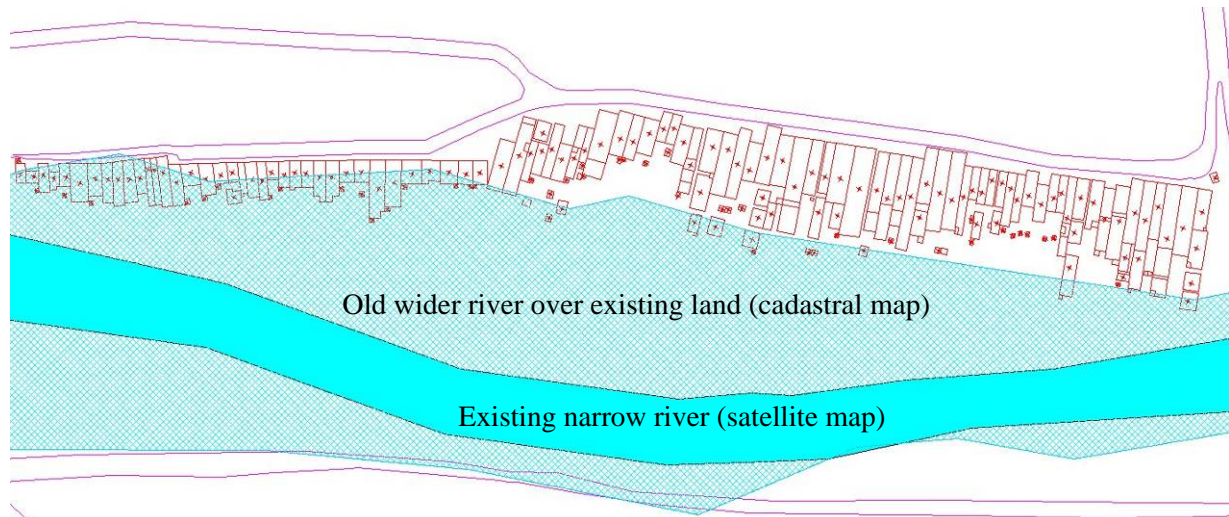 Old wider river over existing land (cadastral map)
Existing narrow river (satellite map)